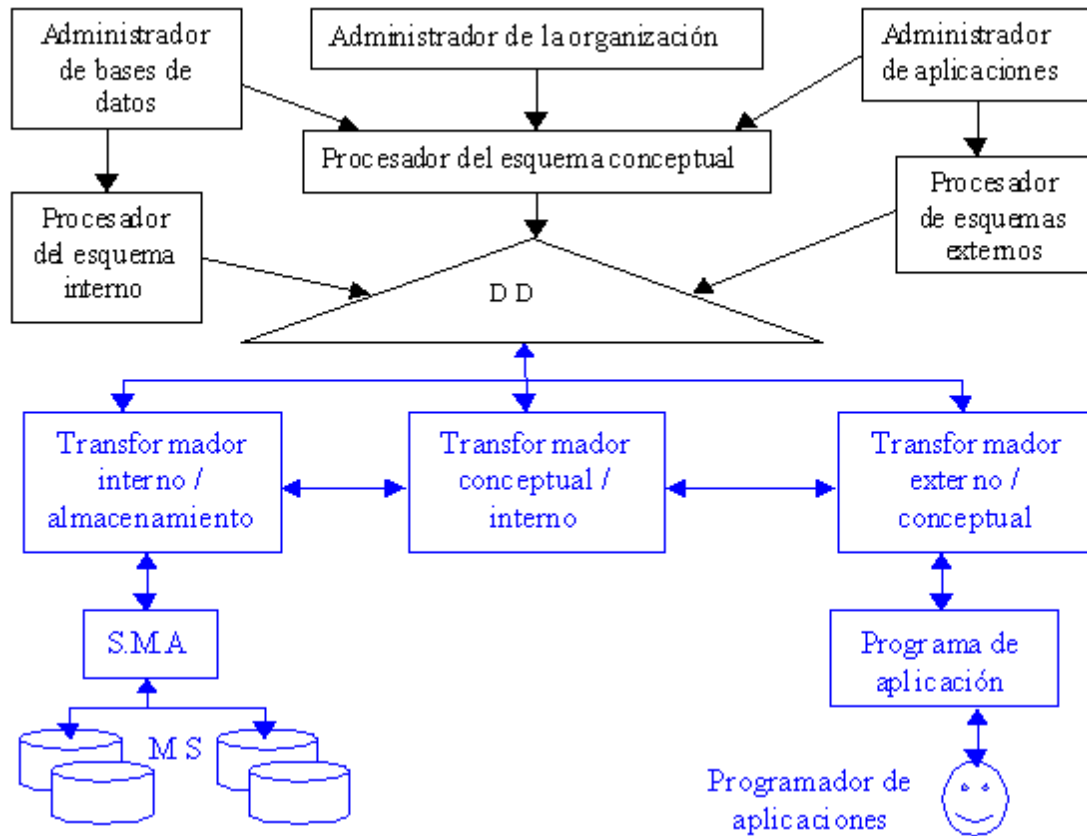 Administrador
de bases de
datos
Administrador de la organización
Administrador
de aplicaciones
Procesador del esquema conceptual
Procesador
del esquema
interno
Procesador
de esquemas
externos
D D
Transformador
interno /
almacenamiento
Transformador
conceptual /
interno
Transformador
externo /
conceptual
S.M.A
Programa de
aplicación
M S
Programador de
aplicaciones